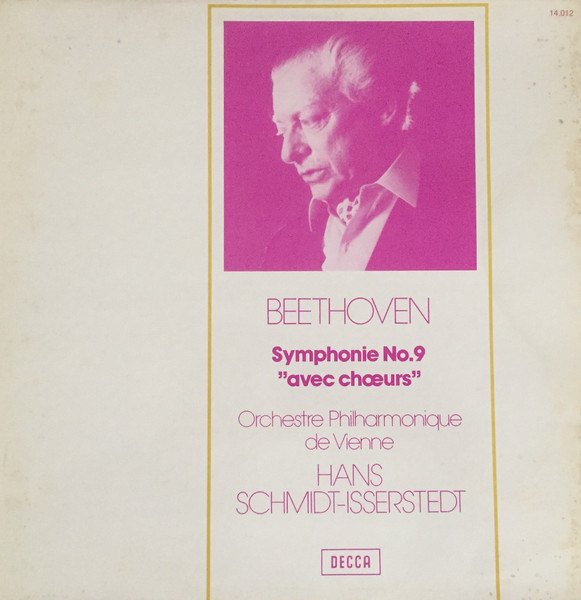 14.012
BEETHOVEN
Symphonie No.9
”avec chœurs”
Orchestre Philharmonique
de Vienne
HANS
SCHMIDT-ISSERSTEDT
DECCA